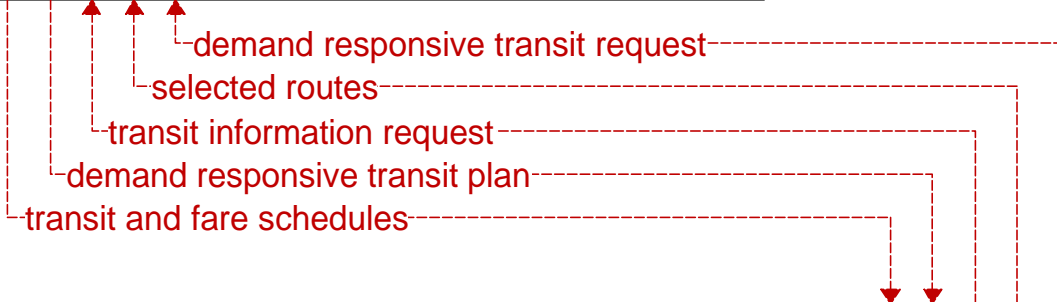 demand responsive transit request
selected routes
transit information request
demand responsive transit plan
transit and fare schedules